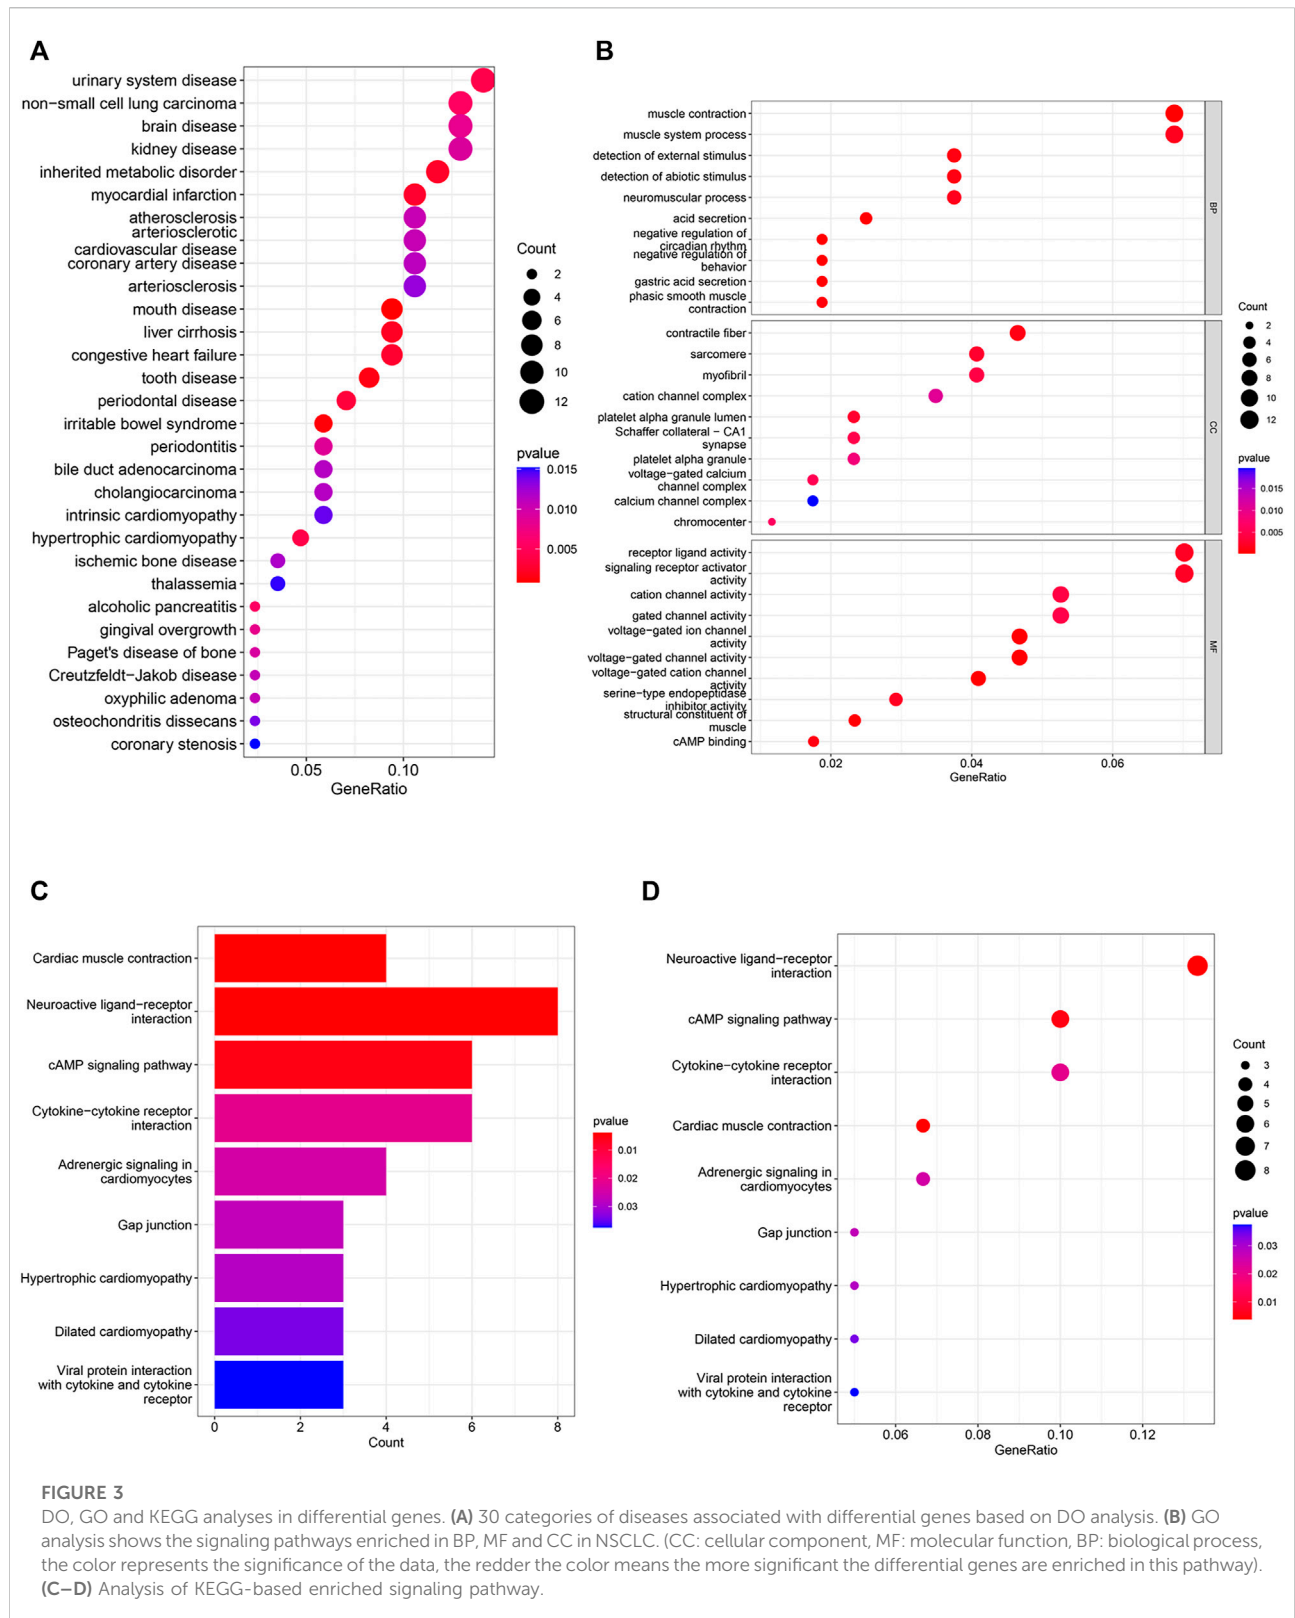 A
urinary system disease
non−small cell lung carcinoma
brain disease
kidney disease
inherited metabolic disorder
myocardial infarction
atherosclerosis
arteriosclerotic
cardiovascular disease
coronary artery disease
arteriosclerosis
mouth disease
liver cirrhosis
congestive heart failure
tooth disease
periodontal disease
irritable bowel syndrome
periodontitis
bile duct adenocarcinoma
cholangiocarcinoma
intrinsic cardiomyopathy
hypertrophic cardiomyopathy
ischemic bone disease
thalassemia
alcoholic pancreatitis
gingival overgrowth
Paget's disease of bone
Creutzfeldt−Jakob disease
oxyphilic adenoma
osteochondritis dissecans
coronary stenosis
0.05 0.10
GeneRatio
Count
2
4
6
8
10
12
pvalue
0.015
0.010
0.005
B
muscle contraction
muscle system process
detection of external stimulus
detection of abiotic stimulus
neuromuscular process
acid secretion
negative regulation of
circadian rhythm
negative regulation of
behavior
gastric acid secretion
phasic smooth muscle
contraction
BP
contractile fiber
sarcomere
myofibril
cation channel complex
platelet alpha granule lumen
Schaffer collateral − CA1
synapse
platelet alpha granule
voltage−gated calcium
channel complex
calcium channel complex
chromocenter
CC
receptor ligand activity
signaling receptor activator
activity
cation channel activity
gated channel activity
voltage−gated ion channel
activity
voltage−gated channel activity
voltage−gated cation channel
activity
serine−type endopeptidase
inhibitor activity
structural constituent of
muscle
cAMP binding
MF
0.02 0.04 0.06
GeneRatio
Count
2
4
6
8
10
12
pvalue
0.015
0.010
0.005
C
Cardiac muscle contraction
Neuroactive ligand−receptor
interaction
cAMP signaling pathway
Cytokine−cytokine receptor
interaction
Adrenergic signaling in
cardiomyocytes
Gap junction
Hypertrophic cardiomyopathy
Dilated cardiomyopathy
Viral protein interaction
with cytokine and cytokine
receptor
0 2 4 6 8
Count
pvalue
0.01
0.02
0.03
D
Neuroactive ligand−receptor
interaction
cAMP signaling pathway
Cytokine−cytokine receptor
interaction
Cardiac muscle contraction
Adrenergic signaling in
cardiomyocytes
Gap junction
Hypertrophic cardiomyopathy
Dilated cardiomyopathy
Viral protein interaction
with cytokine and cytokine
receptor
0.06 0.08 0.10 0.12
GeneRatio
Count
3
4
5
6
7
8
pvalue
0.03
0.02
0.01
FIGURE 3
DO, GO and KEGG analyses in differential genes. (A) 30 categories of diseases associated with differential genes based on DO analysis. (B) GO
analysis shows the signaling pathways enriched in BP, MF and CC in NSCLC. (CC: cellular component, MF: molecular function, BP: biological process,
the color represents the significance of the data, the redder the color means the more significant the differential genes are enriched in this pathway).
(C–D) Analysis of KEGG-based enriched signaling pathway.